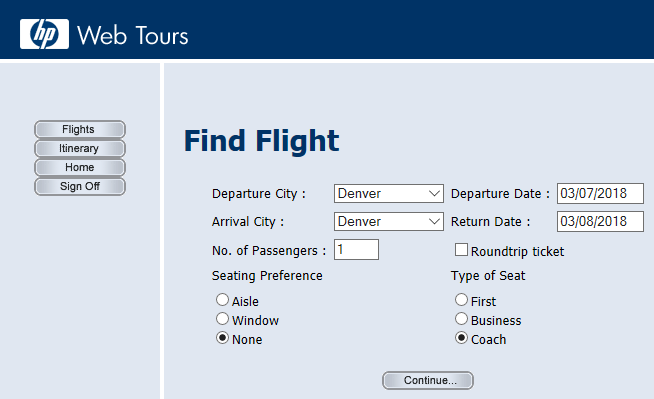 hp Web Tours
Flights
Itinerary
Home
Sign Off
Find Flight
Departure City : Denver Departure Date : 03/07/2018
Arrival City : Denver Return Date : 03/08/2018
No. of Passengers : 1 Roundtrip ticket
Seating Preference Type of Seat
Aisle First
Window Business
None Coach
Continue...